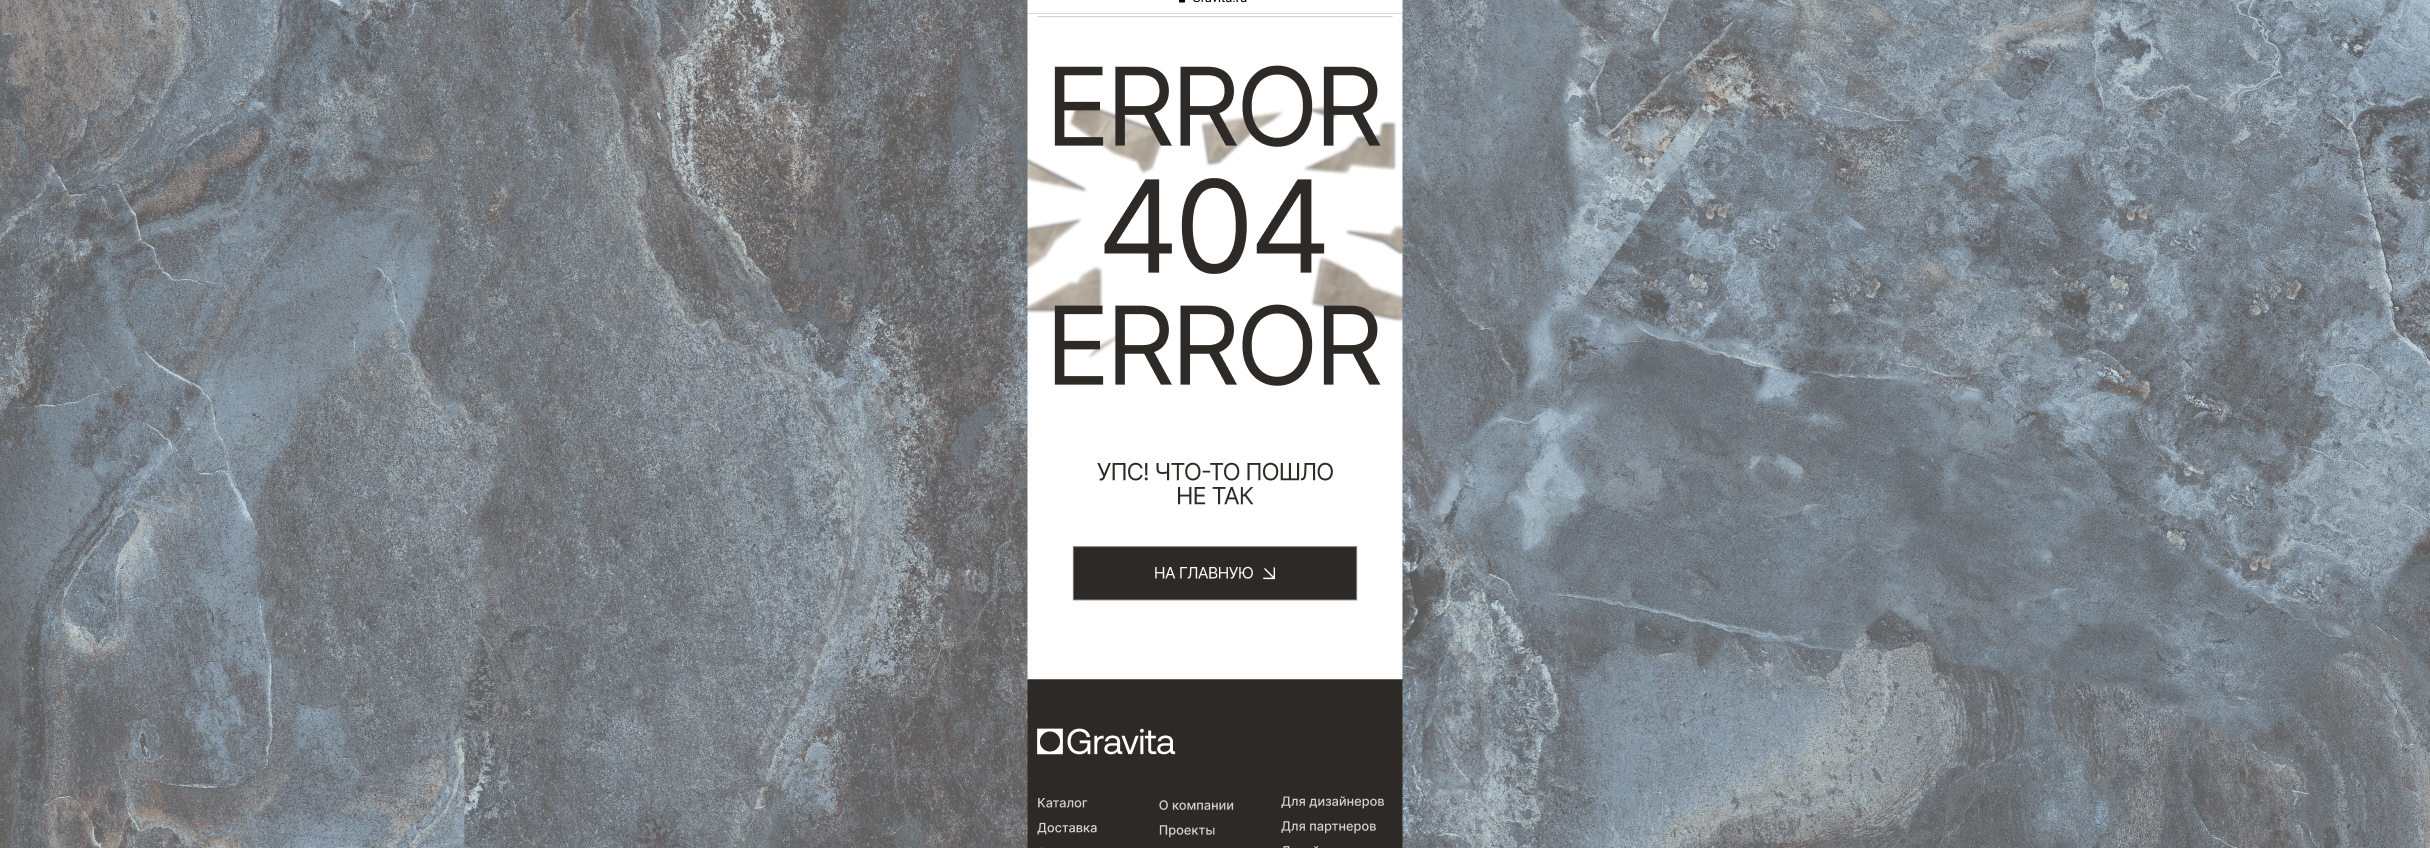 ERROR
404
ERROR
УПС! ЧТО-ТО ПОШЛО
НЕ ТАК
НА ГЛАВНУЮ
Gravita
Каталог
О компании
Для дизайнеров
Доставка
Проекты
Для партнеров